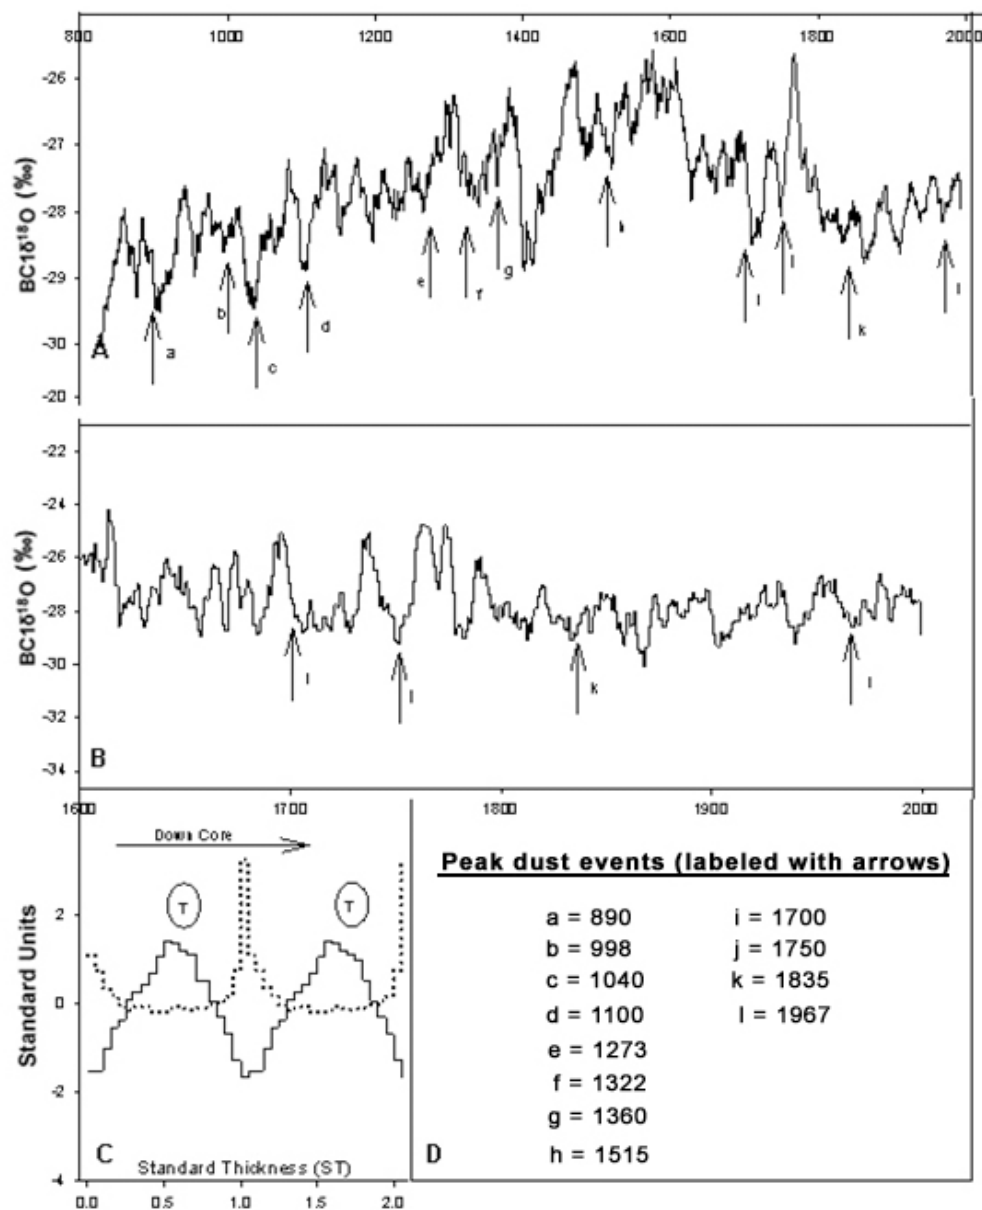 800 1000 1200 1400 1600 1800 2000
-26
-27
-28
-29
-30
-20
BC1δ¹⁸O (‰)
A
a
b
c
d
e
f
g
k
l
l
k
l
-22
-24
-26
-28
-30
-32
-34
BC1δ¹⁸O (‰)
B
l
l
k
l
1600 1700 1800 1900 2000
Down Core
T T
2
0
-2
-4
Standard Units
C
Standard Thickness (ST)
0.0 0.5 1.0 1.5 2.0
D
Peak dust events (labeled with arrows)
a = 890 i = 1700
b = 998 j = 1750
c = 1040 k = 1835
d = 1100 l = 1967
e = 1273
f = 1322
g = 1360
h = 1515